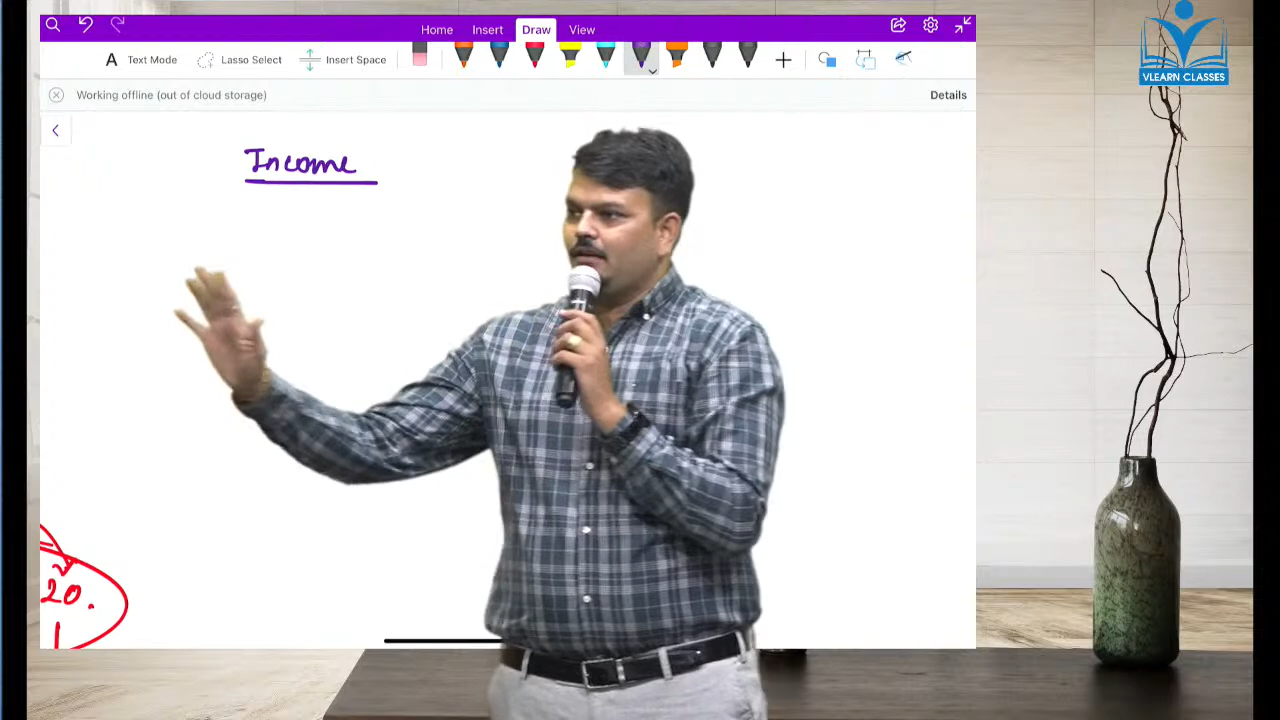 Home Insert Draw View
A Text Mode Lasso Select Insert Space
Working offline (out of cloud storage) Details
Income
20.
VLEARN CLASSES